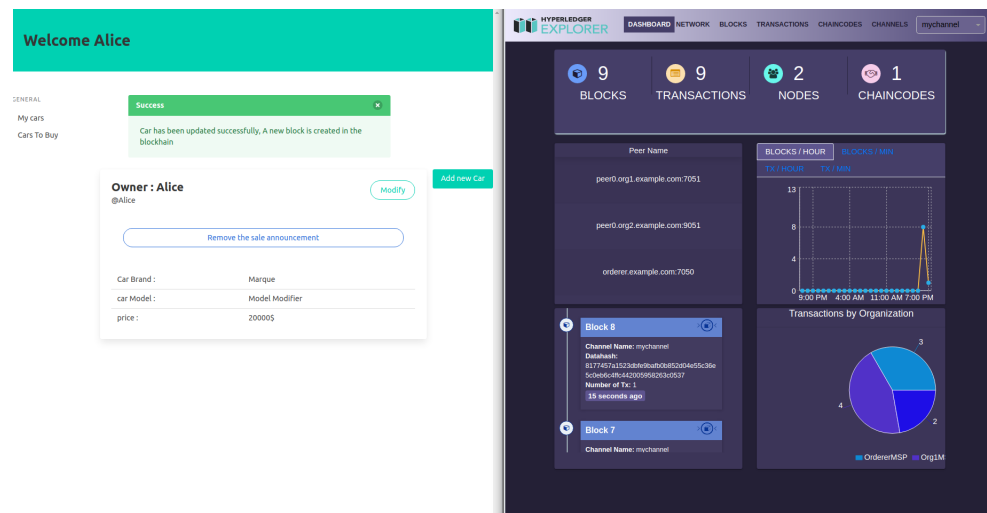 Welcome Alice
GENERAL
My cars
Cars To Buy
Success
Car has been updated successfully, A new block is created in the
blockhain
Add new Car
Owner : Alice
@Alice
Modify
Remove the sale announcement
Car Brand : Marque
car Model : Model Modifier
price : 20000$
HYPERLEDGER
EXPLORER
DASHBOARD NETWORK BLOCKS TRANSACTIONS CHAINCODES CHANNELS mychannel
9 9 2 1
BLOCKS TRANSACTIONS NODES CHAINCODES
Peer Name
peer0.org1.example.com:7051
peer0.org2.example.com:9051
orderer.example.com:7050
BLOCKS / HOUR BLOCKS / MIN
TX / HOUR TX / MIN
13
8
4
0
9:00 PM 4:00 AM 11:00 AM 7:00 PM
Block 8
Channel Name: mychannel
Datahash:
8177457a1523dbfe9bafb0b852d04e55c36e
5c0eb6c4ffc442005958263c0537
Number of Tx: 1
15 seconds ago
Block 7
Channel Name: mychannel
Transactions by Organization
3
4
2
OrdererMSP Org1M